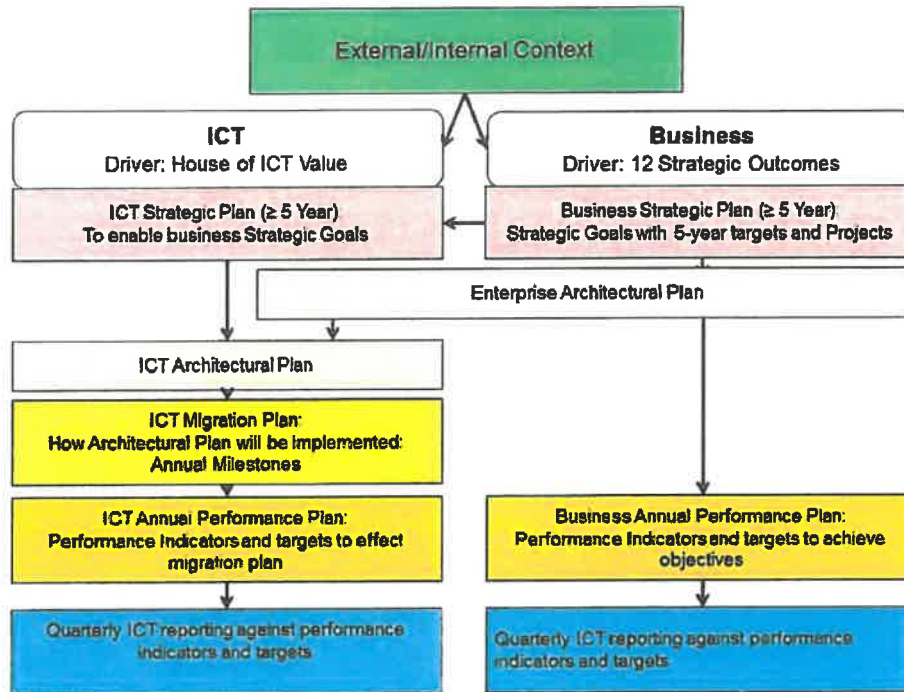 External/Internal Context
ICT
Driver: House of ICT Value
Business
Driver: 12 Strategic Outcomes
ICT Strategic Plan (≥ 5 Year)
To enable business Strategic Goals
Business Strategic Plan (≥ 5 Year)
Strategic Goals with 5-year targets and Projects
Enterprise Architectural Plan
ICT Architectural Plan
ICT Migration Plan:
How Architectural Plan will be implemented:
Annual Milestones
ICT Annual Performance Plan:
Performance Indicators and targets to effect
migration plan
Business Annual Performance Plan:
Performance Indicators and targets to achieve
objectives
Quarterly ICT reporting against performance
indicators and targets
Quarterly ICT reporting against performance
indicators and targets